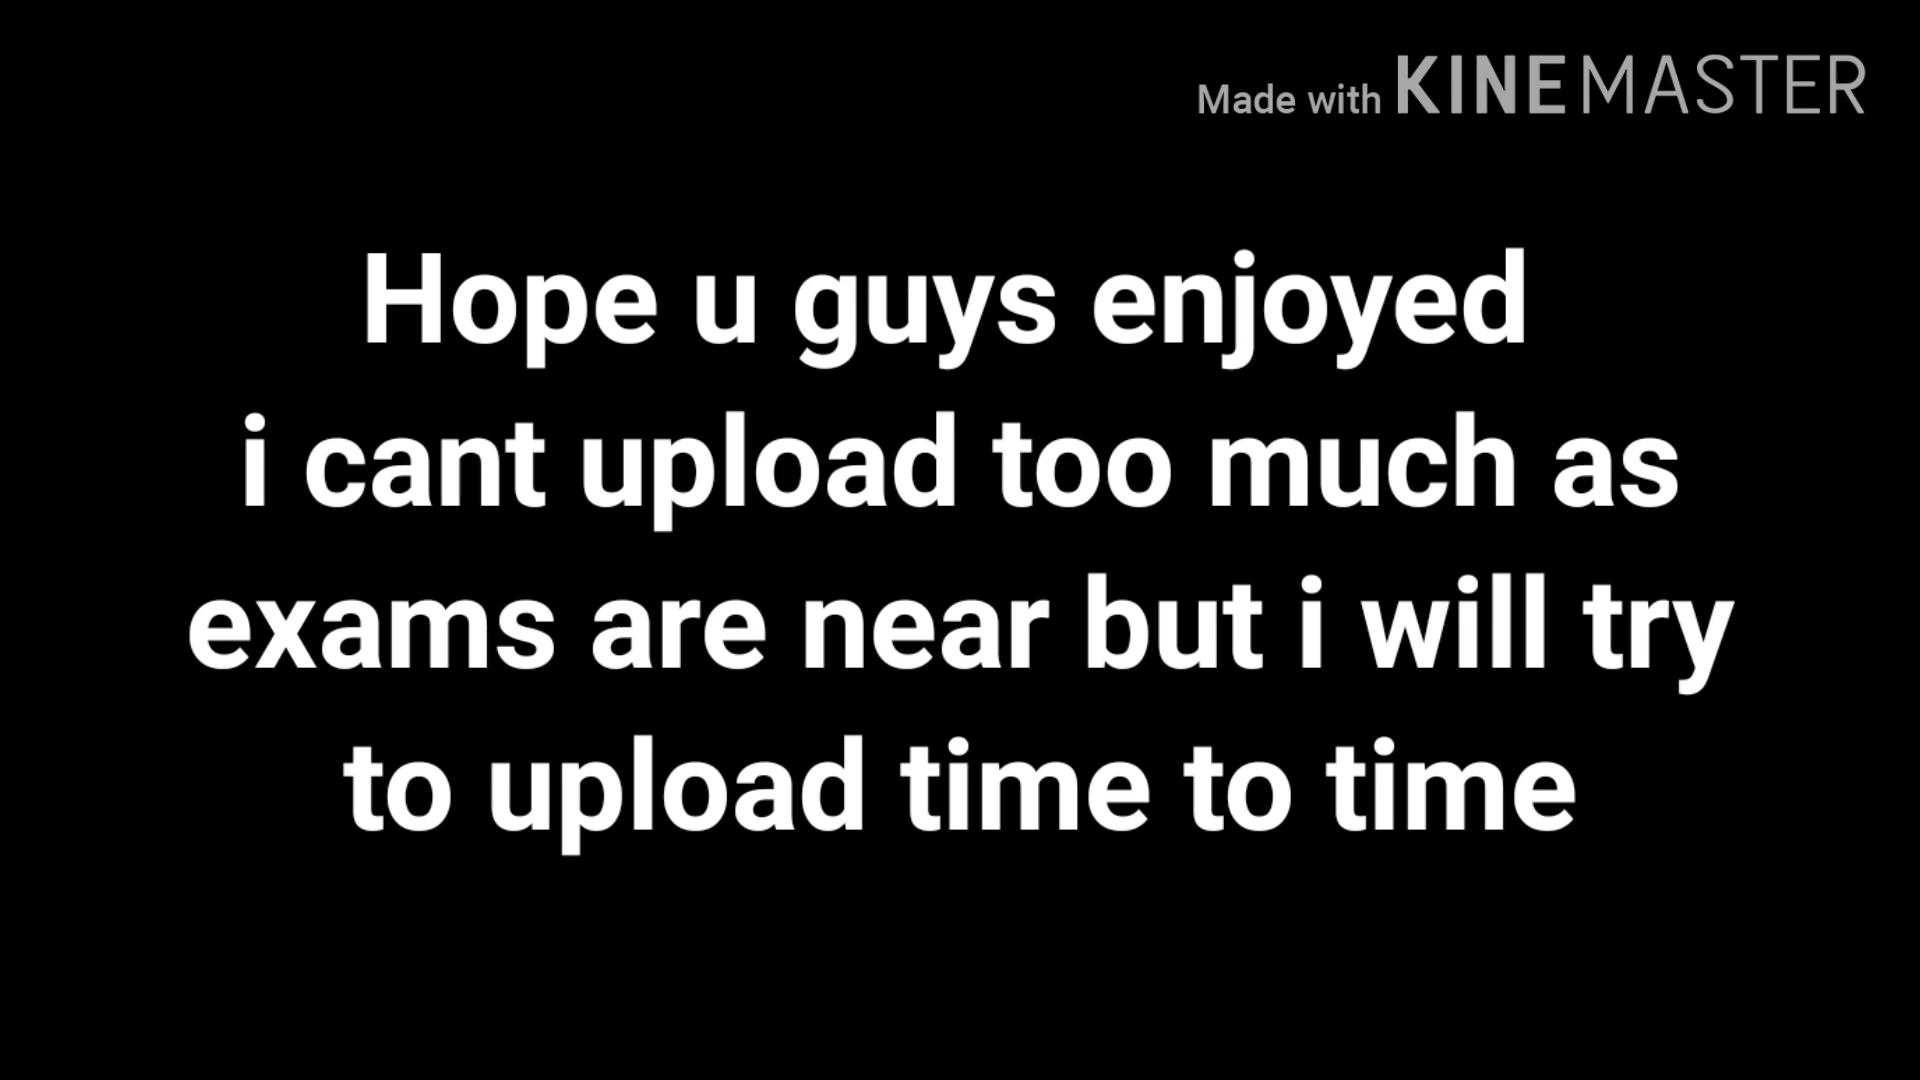 Made with KINEMASTER
Hope u guys enjoyed
i cant upload too much as
exams are near but i will try
to upload time to time